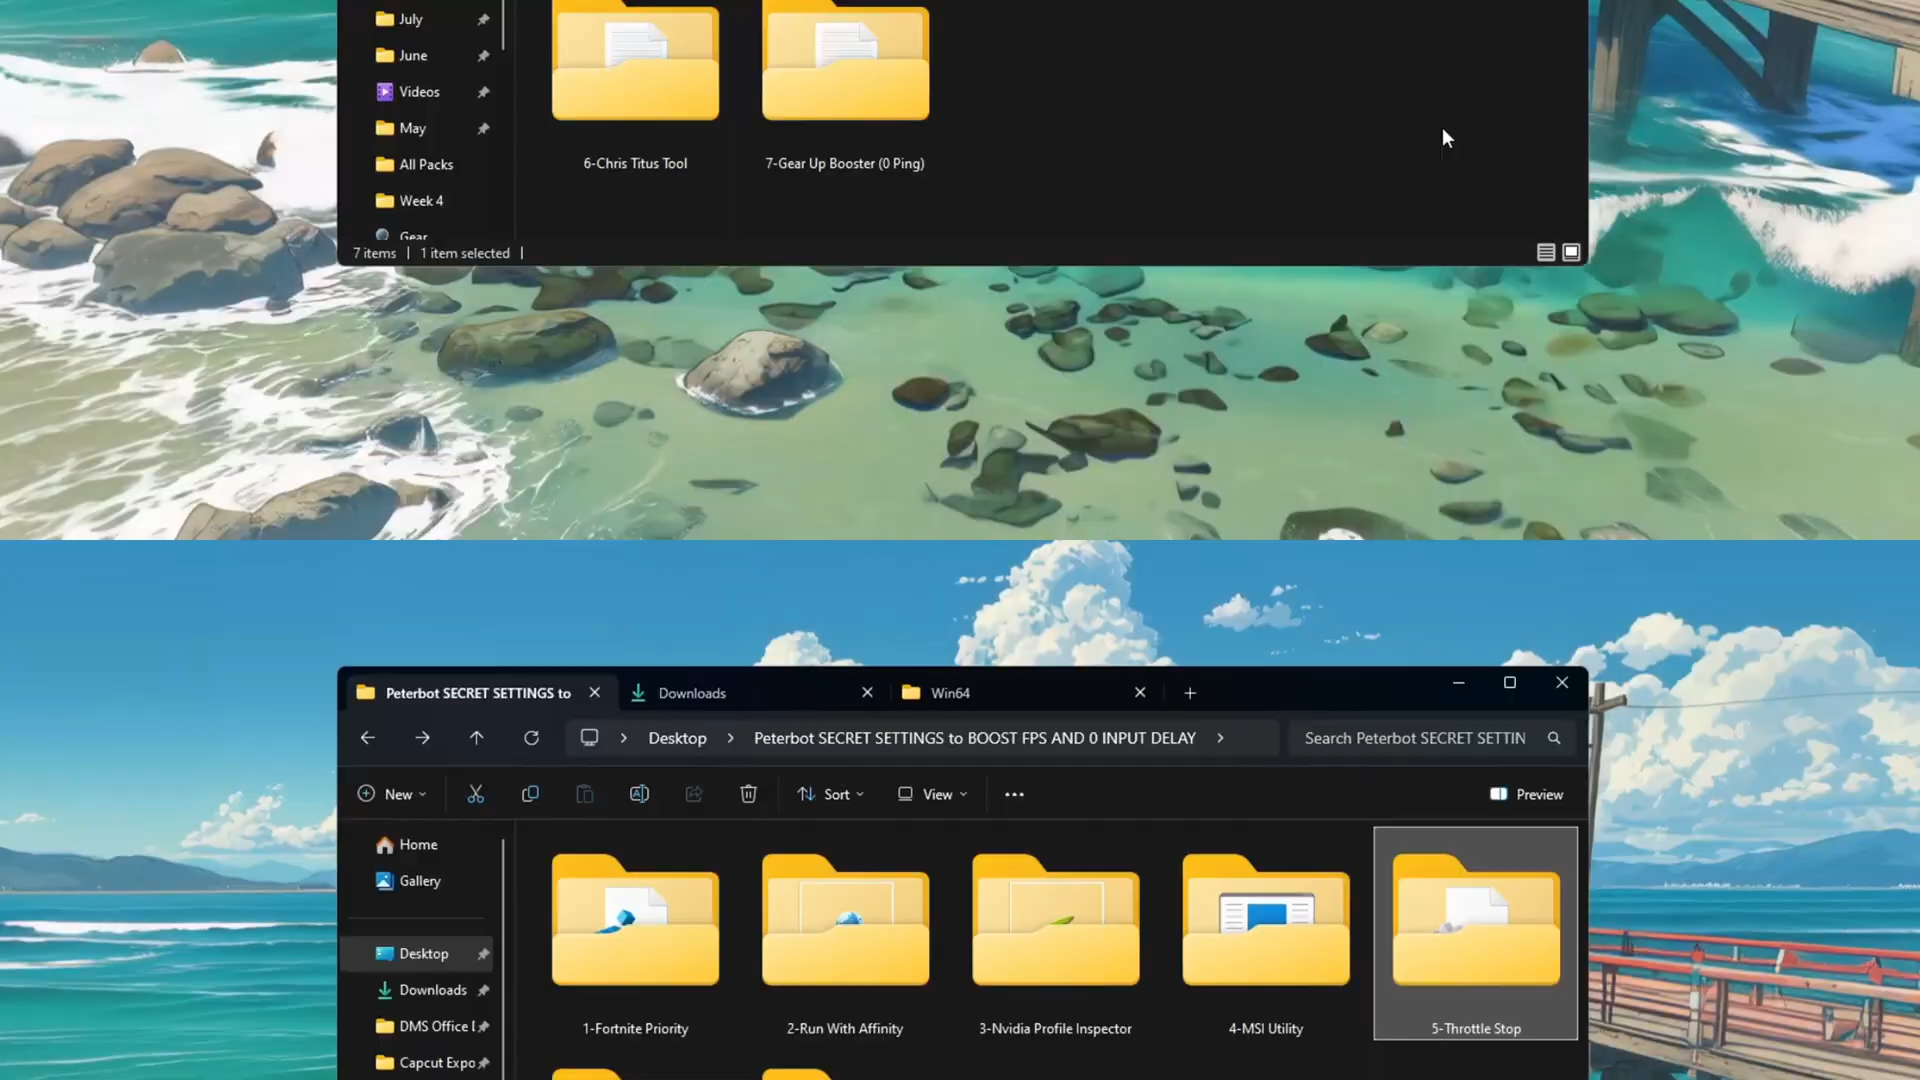 July
June
Videos
May
All Packs
Week 4
Gear
6-Chris Titus Tool
7-Gear Up Booster (0 Ping)
7 items
1 item selected
Peterbot SECRET SETTINGS to
Downloads
Win64
Desktop
Peterbot SECRET SETTINGS to BOOST FPS AND 0 INPUT DELAY
Search Peterbot SECRET SETTIN
New
Sort
View
Preview
Home
Gallery
Desktop
Downloads
DMS Office
Capcut Expo
1-Fortnite Priority
2-Run With Affinity
3-Nvidia Profile Inspector
4-MSI Utility
5-Throttle Stop